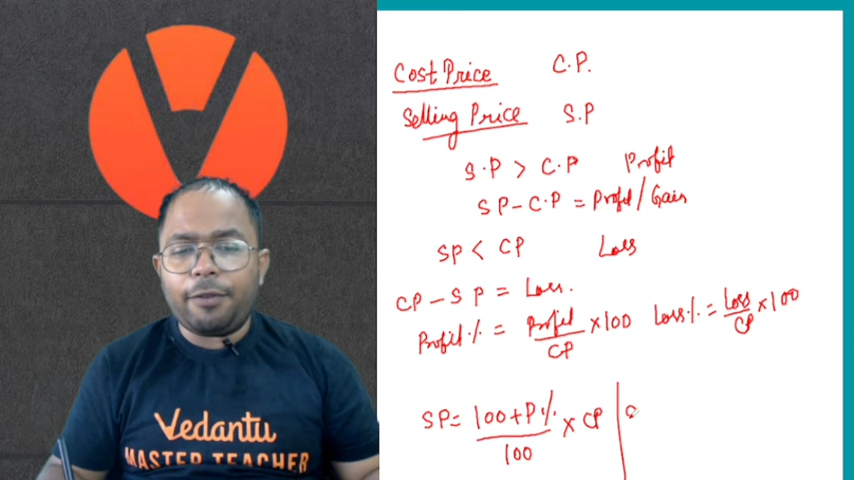 Vedantu
MASTER TEACHER
Cost Price C.P.
Selling Price S.P
S.P > C.P Profit
SP - C.P = Profit/Gain
SP < CP Loss
CP - SP = Loss.
Profit% = Profit/CP × 100 Loss% = Loss/CP × 100
SP = 100+P%/100 × CP